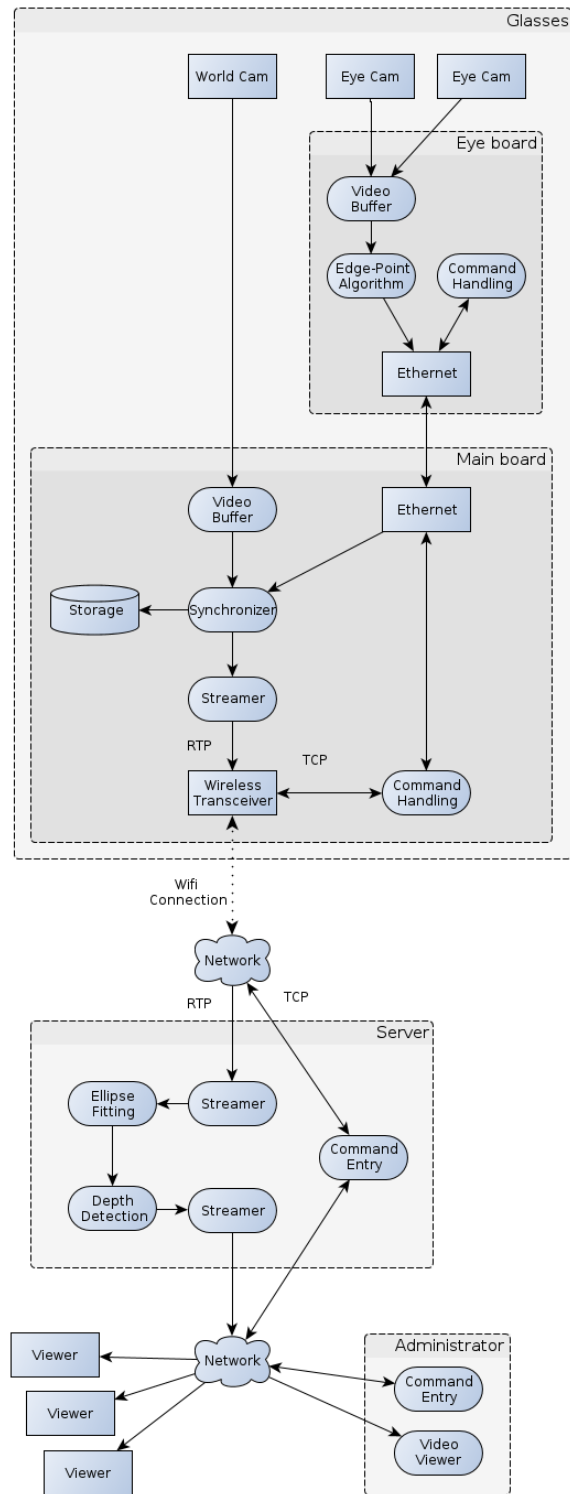 Glasses
World Cam
Eye Cam
Eye Cam
Eye board
Video
Buffer
Edge-Point
Algorithm
Command
Handling
Ethernet
Main board
Video
Buffer
Ethernet
Storage
Synchronizer
Streamer
RTP
TCP
Wireless
Transceiver
Command
Handling
Wifi
Connection
Network
RTP
TCP
Server
Ellipse
Fitting
Streamer
Command
Entry
Depth
Detection
Streamer
Network
Administrator
Viewer
Command
Entry
Viewer
Video
Viewer
Viewer